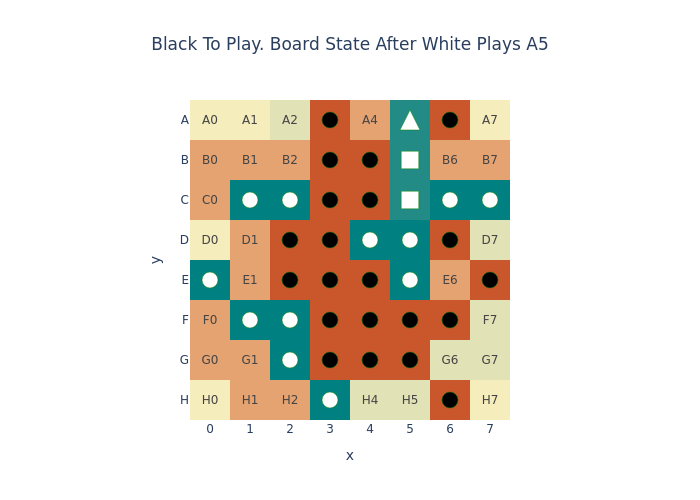 Black To Play. Board State After White Plays A5
A A0 A1 A2 A4 A7
B B0 B1 B2 B6 B7
C C0
D D0 D1 D7
E E1 E6
F F0 F7
G G0 G1 G6 G7
H H0 H1 H2 H4 H5 H7
0 1 2 3 4 5 6 7
x
y